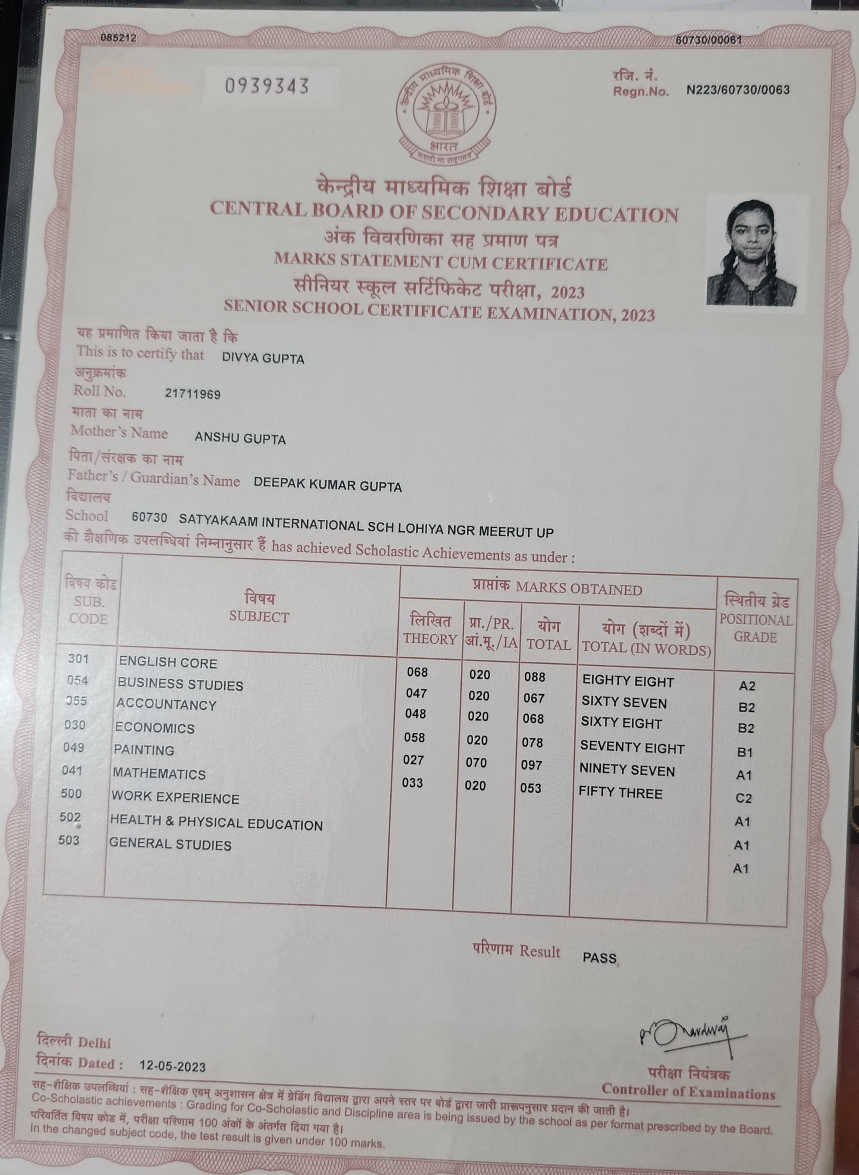 085212
60730/00061
0939343
रजि. नं.
Regn.No. N223/60730/0063
केन्द्रीय माध्यमिक शिक्षा बोर्ड
भारत
केन्द्रीय माध्यमिक शिक्षा बोर्ड
CENTRAL BOARD OF SECONDARY EDUCATION
अंक विवरणिका सह प्रमाण पत्र
MARKS STATEMENT CUM CERTIFICATE
सीनियर स्कूल सर्टिफिकेट परीक्षा, 2023
SENIOR SCHOOL CERTIFICATE EXAMINATION, 2023
यह प्रमाणित किया जाता है कि
This is to certify that DIVYA GUPTA
अनुक्रमांक
Roll No. 21711969
माता का नाम
Mother's Name ANSHU GUPTA
पिता/संरक्षक का नाम
Father's / Guardian's Name DEEPAK KUMAR GUPTA
विद्यालय
School 60730 SATYAKAAM INTERNATIONAL SCH LOHIYA NGR MEERUT UP
की शैक्षणिक उपलब्धियां निम्नानुसार हैं has achieved Scholastic Achievements as under :
विषय कोड विषय प्राप्तांक MARKS OBTAINED स्थितीय ग्रेड
SUB. CODE SUBJECT लिखित THEORY प्रा./PR. आं.मू./IA योग TOTAL योग (शब्दों में) TOTAL (IN WORDS) POSITIONAL GRADE
301 ENGLISH CORE 068 020 088 EIGHTY EIGHT A2
054 BUSINESS STUDIES 047 020 067 SIXTY SEVEN B2
055 ACCOUNTANCY 048 020 068 SIXTY EIGHT B2
030 ECONOMICS 058 020 078 SEVENTY EIGHT B1
049 PAINTING 027 070 097 NINETY SEVEN A1
041 MATHEMATICS 033 020 053 FIFTY THREE C2
500 WORK EXPERIENCE A1
502 HEALTH & PHYSICAL EDUCATION A1
503 GENERAL STUDIES A1
परिणाम Result PASS
दिल्ली Delhi
दिनांक Dated : 12-05-2023
परीक्षा नियंत्रक
Controller of Examinations
सह-शैक्षिक उपलब्धियां : सह-शैक्षिक एवम् अनुशासन क्षेत्र में ग्रेडिंग विद्यालय द्वारा अपने स्तर पर बोर्ड द्वारा जारी प्रारूपनुसार प्रदान की जाती है।
Co-Scholastic achievements : Grading for Co-Scholastic and Discipline area is being issued by the school as per format prescribed by the Board.
परिवर्तित विषय कोड में, परीक्षा परिणाम 100 अंकों के अंतर्गत दिया गया है।
In the changed subject code, the test result is given under 100 marks.